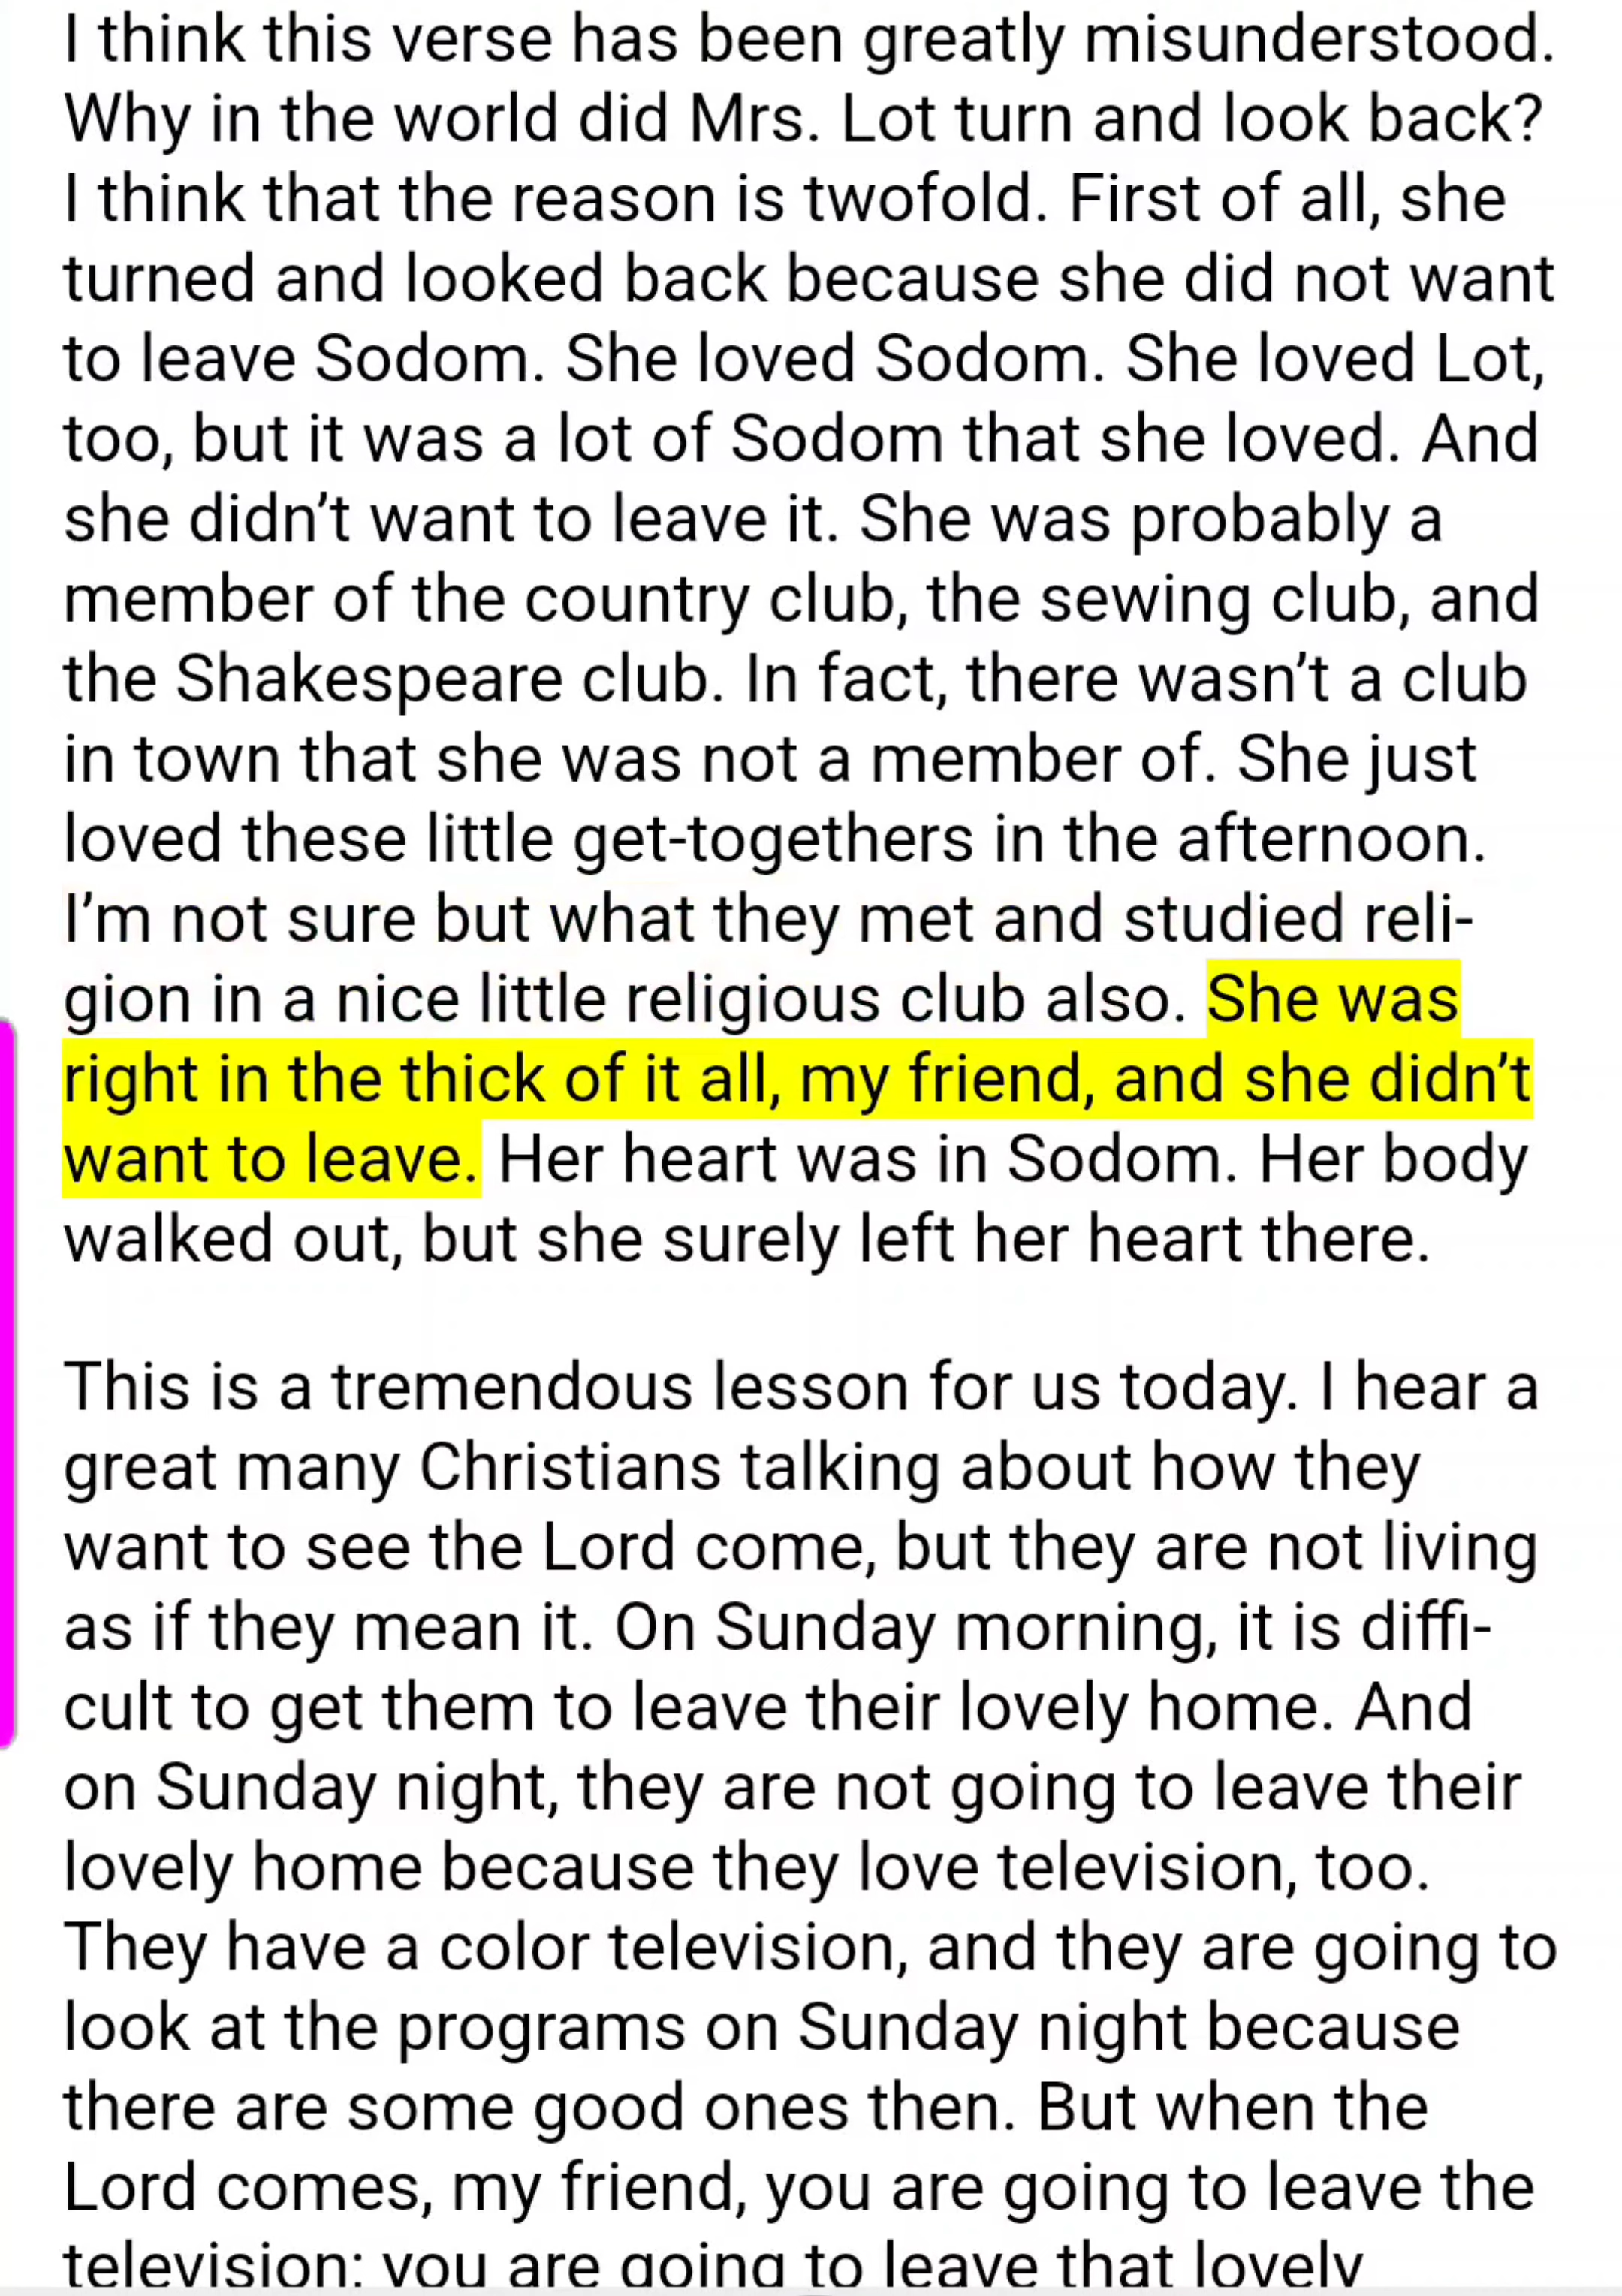 I think this verse has been greatly misunderstood.
Why in the world did Mrs. Lot turn and look back?
I think that the reason is twofold. First of all, she
turned and looked back because she did not want
to leave Sodom. She loved Sodom. She loved Lot,
too, but it was a lot of Sodom that she loved. And
she didn’t want to leave it. She was probably a
member of the country club, the sewing club, and
the Shakespeare club. In fact, there wasn’t a club
in town that she was not a member of. She just
loved these little get-togethers in the afternoon.
I’m not sure but what they met and studied reli-
gion in a nice little religious club also. She was
right in the thick of it all, my friend, and she didn’t
want to leave. Her heart was in Sodom. Her body
walked out, but she surely left her heart there.
This is a tremendous lesson for us today. I hear a
great many Christians talking about how they
want to see the Lord come, but they are not living
as if they mean it. On Sunday morning, it is diffi-
cult to get them to leave their lovely home. And
on Sunday night, they are not going to leave their
lovely home because they love television, too.
They have a color television, and they are going to
look at the programs on Sunday night because
there are some good ones then. But when the
Lord comes, my friend, you are going to leave the
television; you are going to leave that lovely